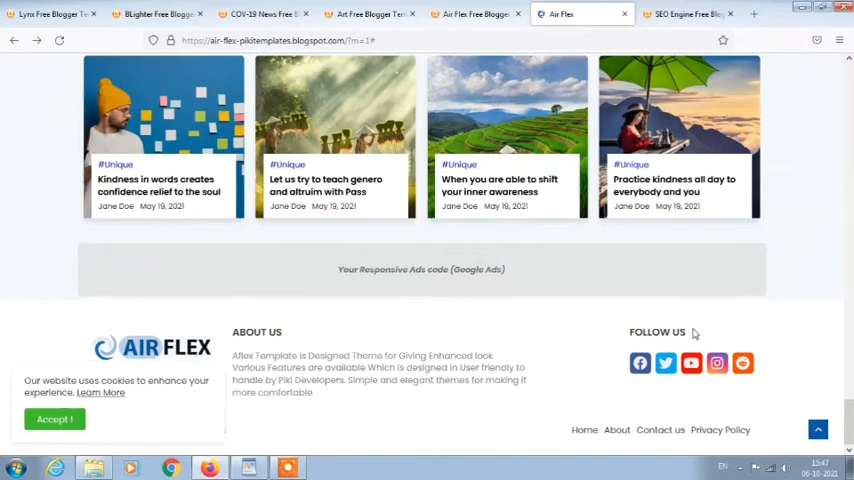 Lynx Free Blogger Te
BLighter Free Blogge
COV-19 News Free Bl
Art Free Blogger Tem
Air Flex Free Blogger
Air Flex
SEO Engine Free Blog
https://air-flex-pikitemplates.blogspot.com/?m=1#
#Unique
Kindness in words creates
confidence relief to the soul
Jane Doe May 19, 2021
#Unique
Let us try to teach genero
and altruim with Pass
Jane Doe May 19, 2021
#Unique
When you are able to shift
your inner awareness
Jane Doe May 19, 2021
#Unique
Practice kindness all day to
everybody and you
Jane Doe May 19, 2021
Your Responsive Ads code (Google Ads)
AIRFLEX
ABOUT US
Aflex Template is Designed Theme for Giving Enhanced look
Various Features are available Which is designed in User friendly to
handle by Piki Developers. Simple and elegant themes for making it
more comfortable
FOLLOW US
Our website uses cookies to enhance your
experience. Learn More
Accept !
Home About Contact us Privacy Policy
EN
15:47
06-10-2021